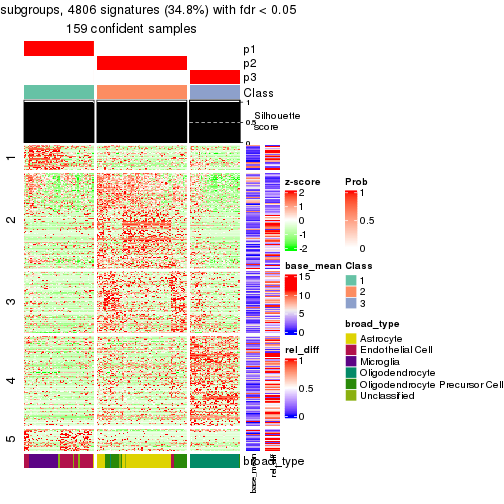 subgroups, 4806 signatures (34.8%) with fdr < 0.05
159 confident samples
p1
p2
p3
Class
1
0.5
0
Silhouette
score
1
2
3
4
5
z-score
2
1
0
-1
-2
Prob
1
0.5
0
base_mean
15
10
5
0
Class
1
2
3
rel_diff
1
0.5
0
broad_type
Astrocyte
Endothelial Cell
Microglia
Oligodendrocyte
Oligodendrocyte Precursor Cell
Unclassified
broad_type
base_mean
rel_diff